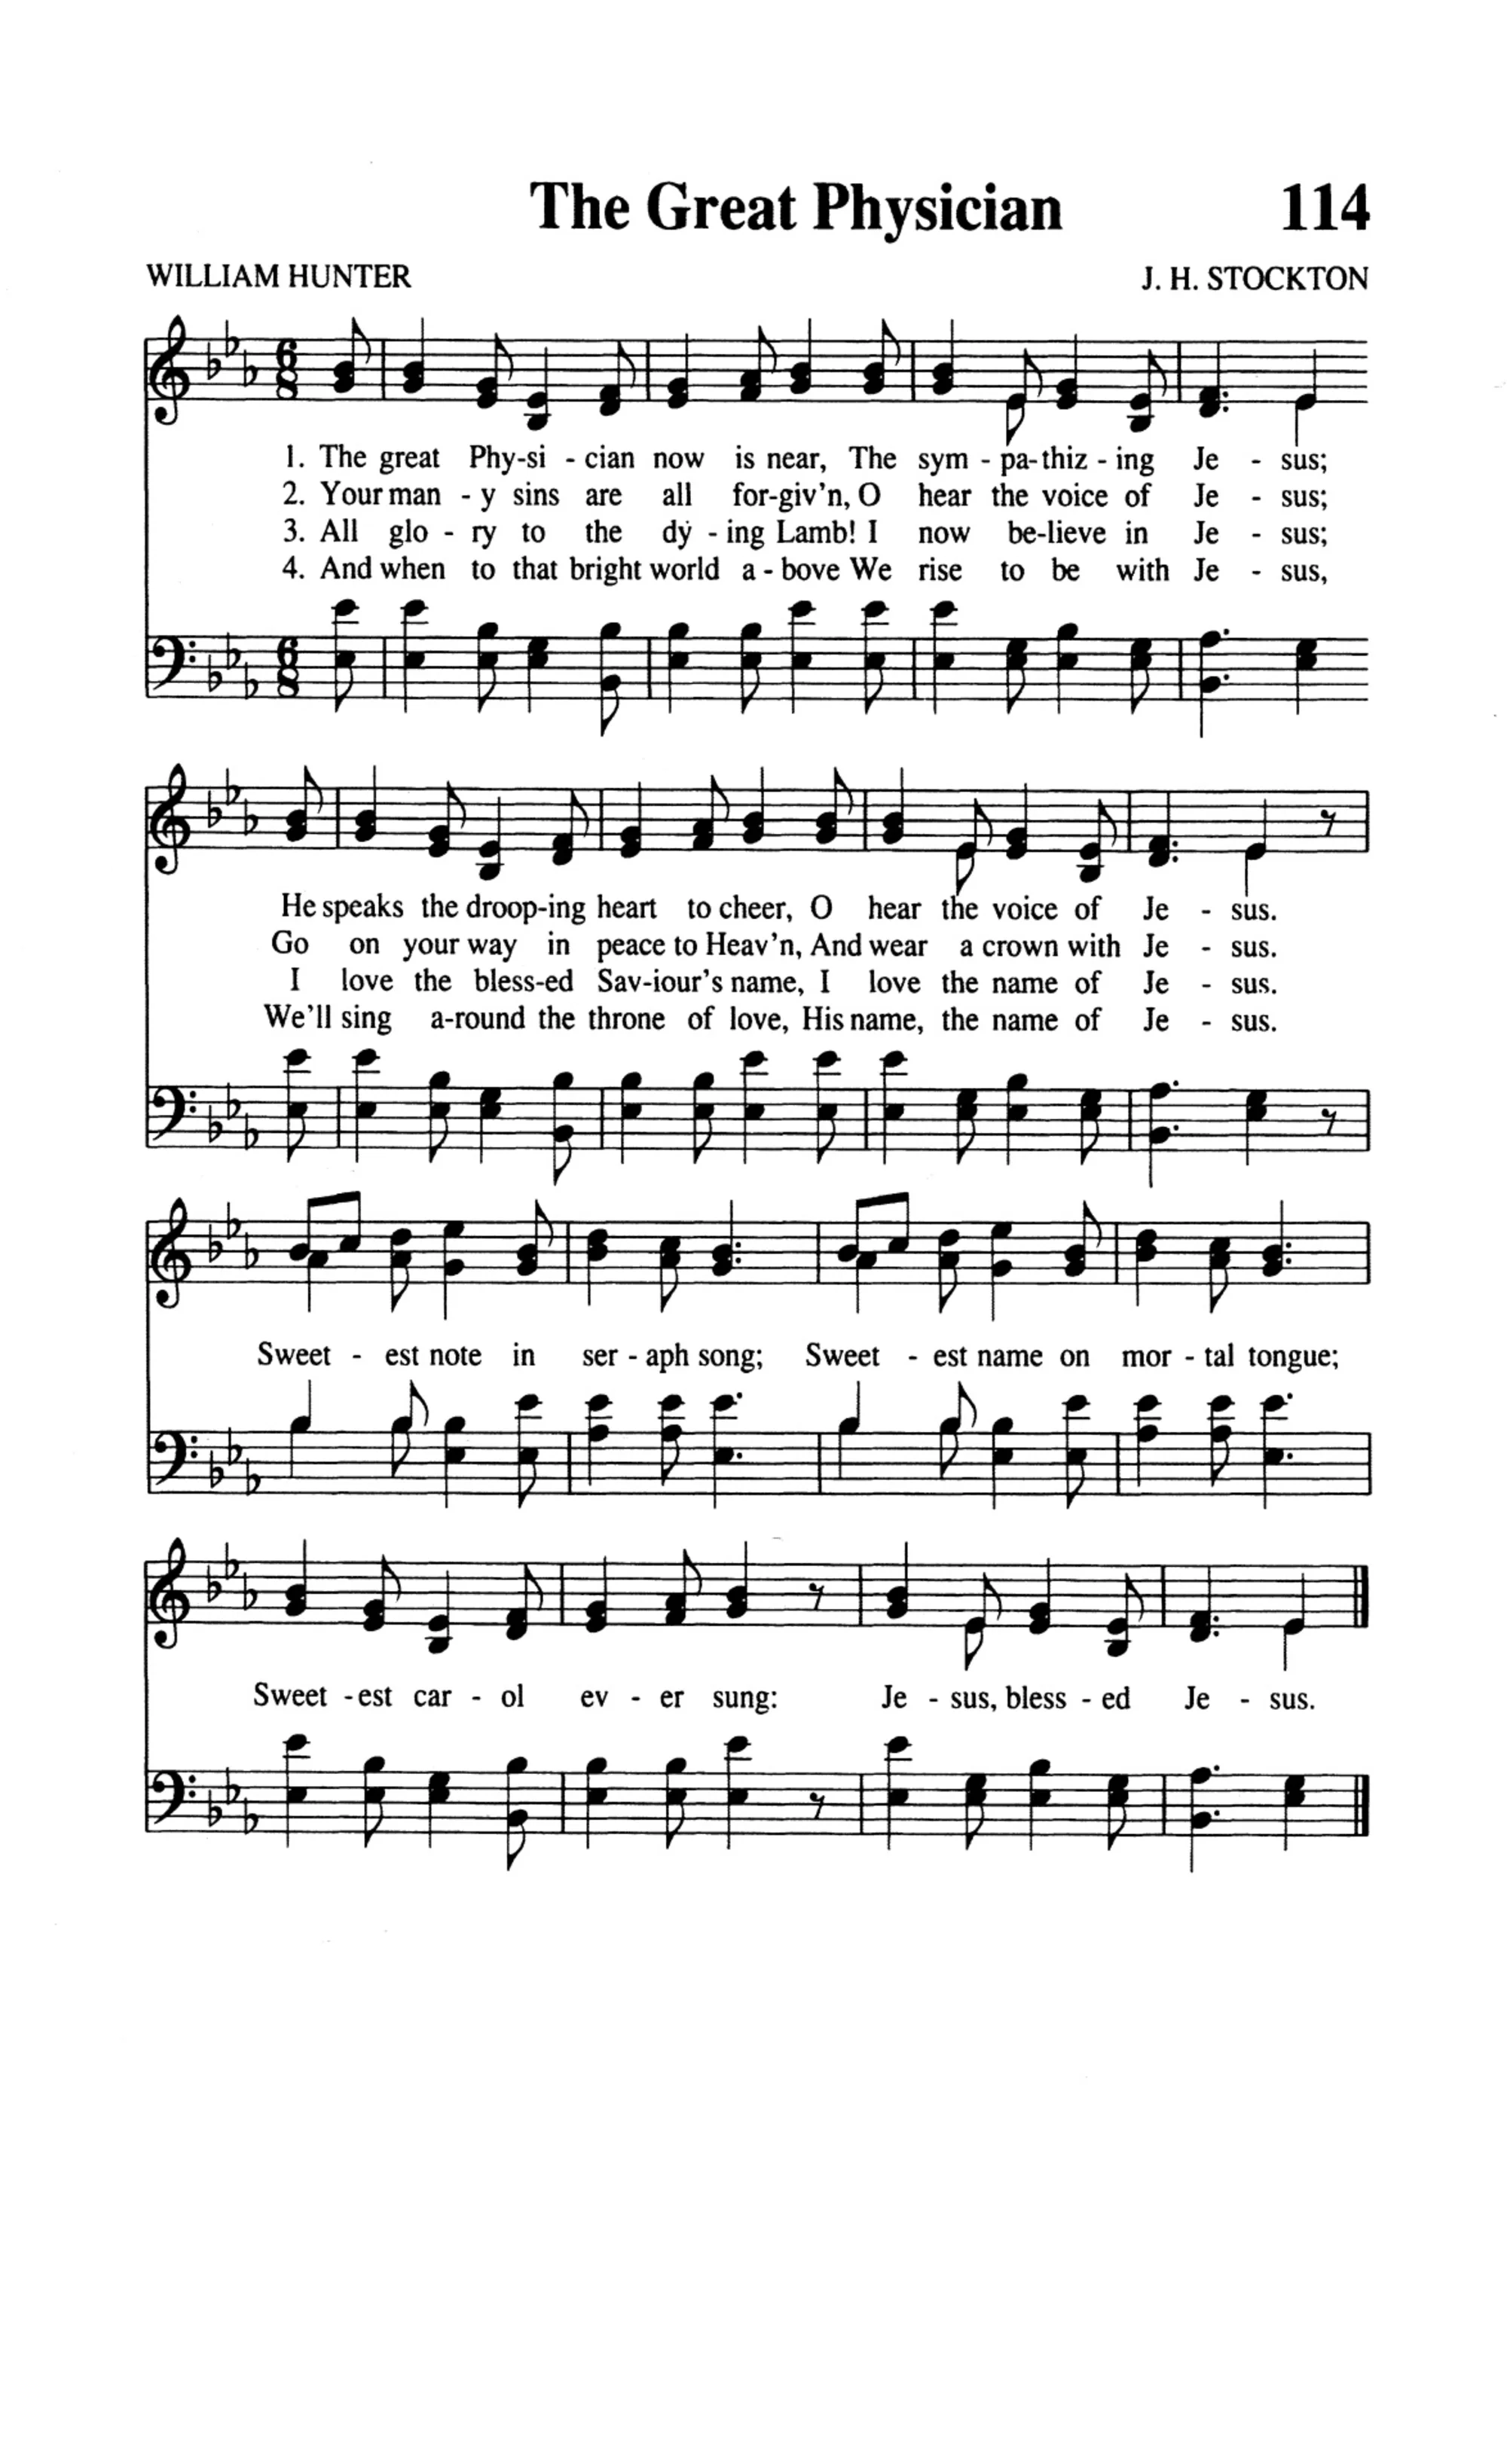 The Great Physician 114
WILLIAM HUNTER J. H. STOCKTON
6 8
1. The great Phy-si - cian now is near, The sym - pa-thiz - ing Je - sus;
2. Your man - y sins are all for-giv'n, O hear the voice of Je - sus;
3. All glo - ry to the dy - ing Lamb! I now be-lieve in Je - sus;
4. And when to that bright world a - bove We rise to be with Je - sus,
6 8
He speaks the droop-ing heart to cheer, O hear the voice of Je - sus.
Go on your way in peace to Heav'n, And wear a crown with Je - sus.
I love the bless-ed Sav-iour's name, I love the name of Je - sus.
We'll sing a-round the throne of love, His name, the name of Je - sus.
Sweet - est note in ser - aph song; Sweet - est name on mor - tal tongue;
Sweet - est car - ol ev - er sung: Je - sus, bless - ed Je - sus.